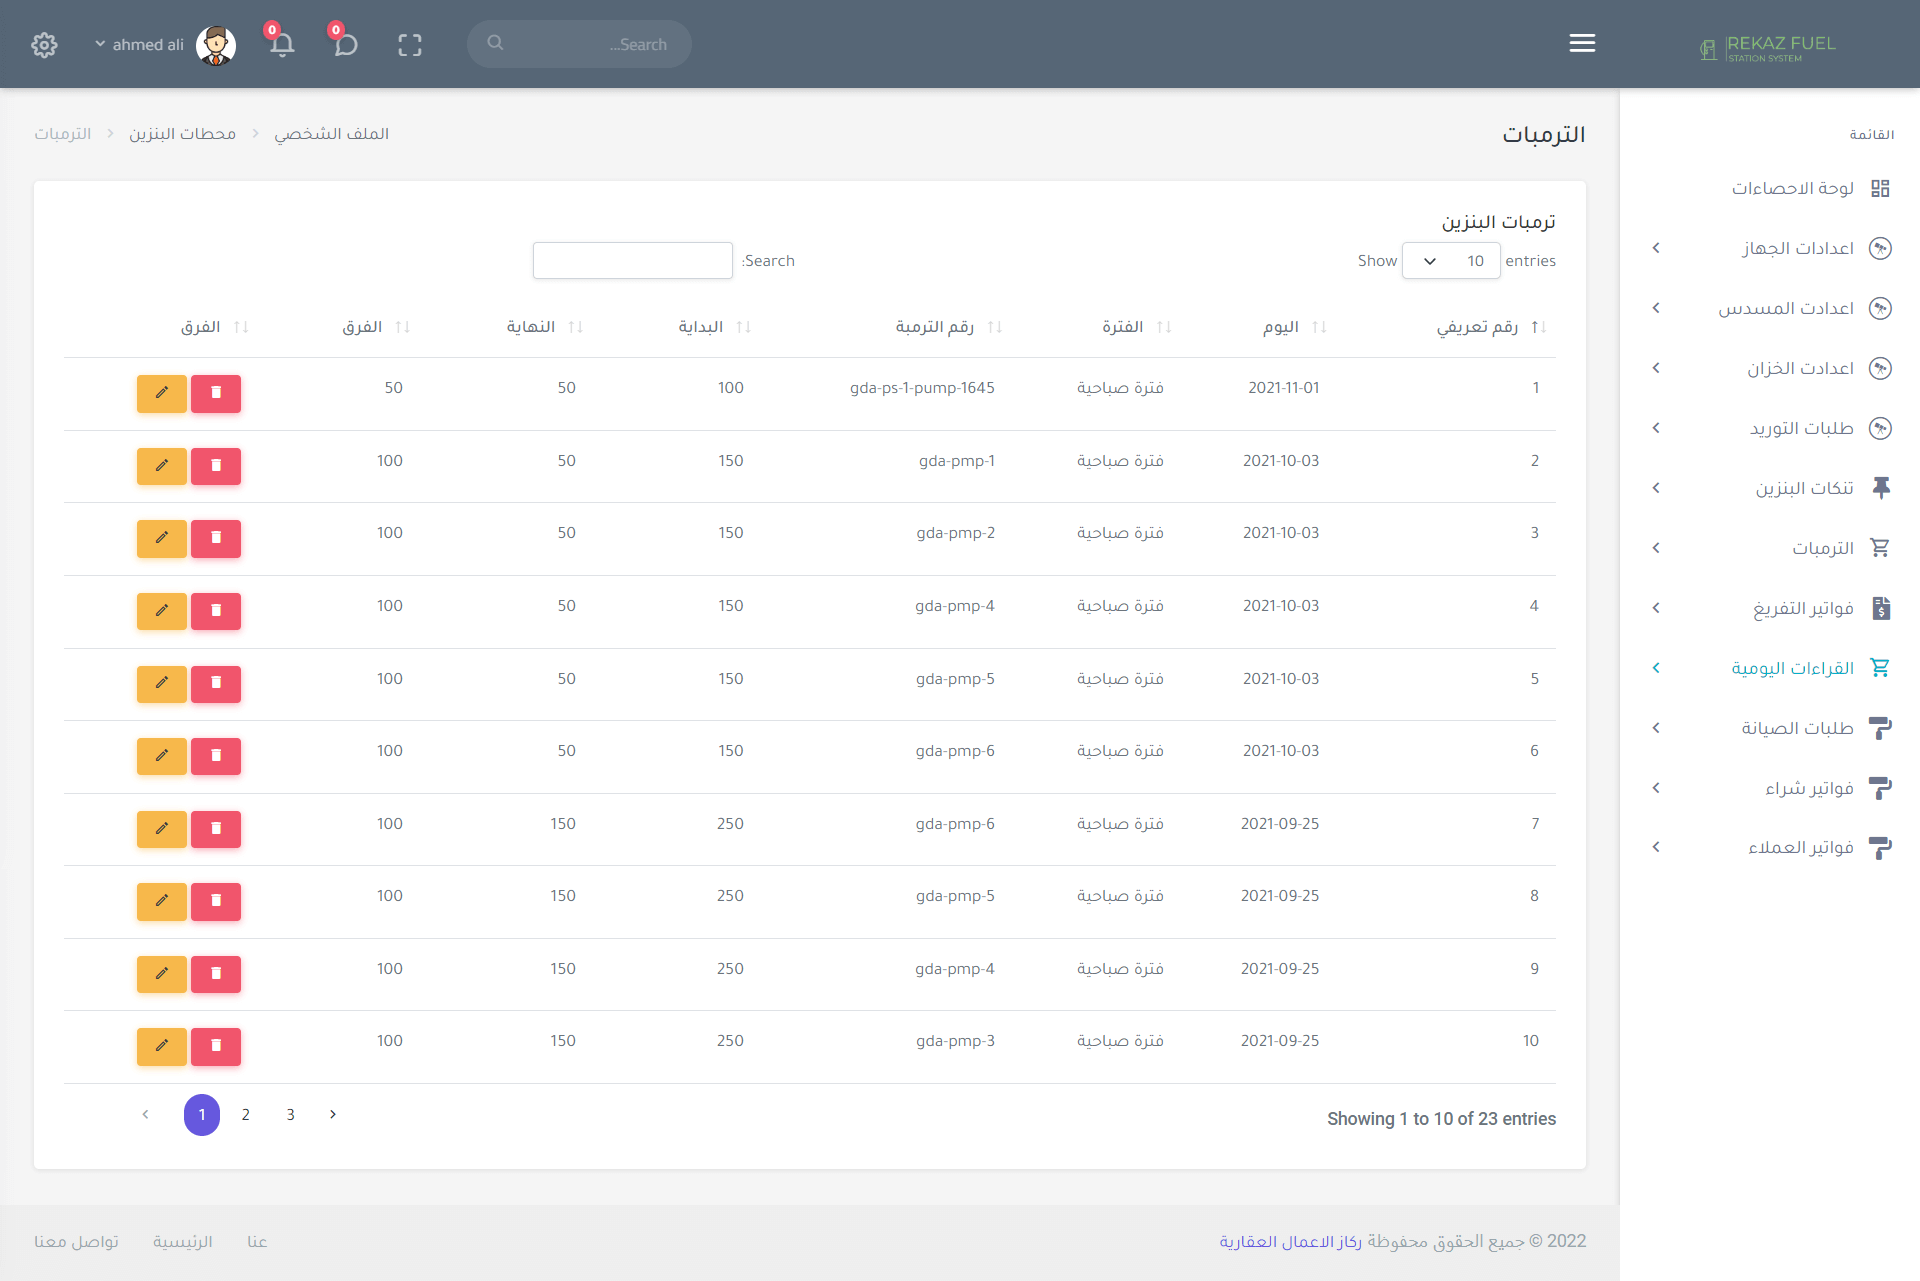 REKAZ FUEL
STATION SYSTEM
Search...
0
0
ahmed ali
القائمة
لوحة الاحصاءات
اعدادات الجهاز
اعدادت المسدس
اعدادت الخزان
طلبات التوريد
تنكات البنزين
الترمبات
فواتير التفريغ
القراءات اليومية
طلبات الصيانة
فواتير شراء
فواتير العملاء
الترمبات
الملف الشخصي
محطات البنزين
الترمبات
ترمبات البنزين
Show 10 entries
Search:
رقم تعريفي اليوم الفترة رقم الترمبة البداية النهاية الفرق الفرق
1 2021-11-01 فترة صباحية gda-ps-1-pump-1645 100 50 50
2 2021-10-03 فترة صباحية gda-pmp-1 150 50 100
3 2021-10-03 فترة صباحية gda-pmp-2 150 50 100
4 2021-10-03 فترة صباحية gda-pmp-4 150 50 100
5 2021-10-03 فترة صباحية gda-pmp-5 150 50 100
6 2021-10-03 فترة صباحية gda-pmp-6 150 50 100
7 2021-09-25 فترة صباحية gda-pmp-6 250 150 100
8 2021-09-25 فترة صباحية gda-pmp-5 250 150 100
9 2021-09-25 فترة صباحية gda-pmp-4 250 150 100
10 2021-09-25 فترة صباحية gda-pmp-3 250 150 100
Showing 1 to 10 of 23 entries
1 2 3
2022 © جميع الحقوق محفوظة ركاز الاعمال العقارية
عنا
الرئيسية
تواصل معنا